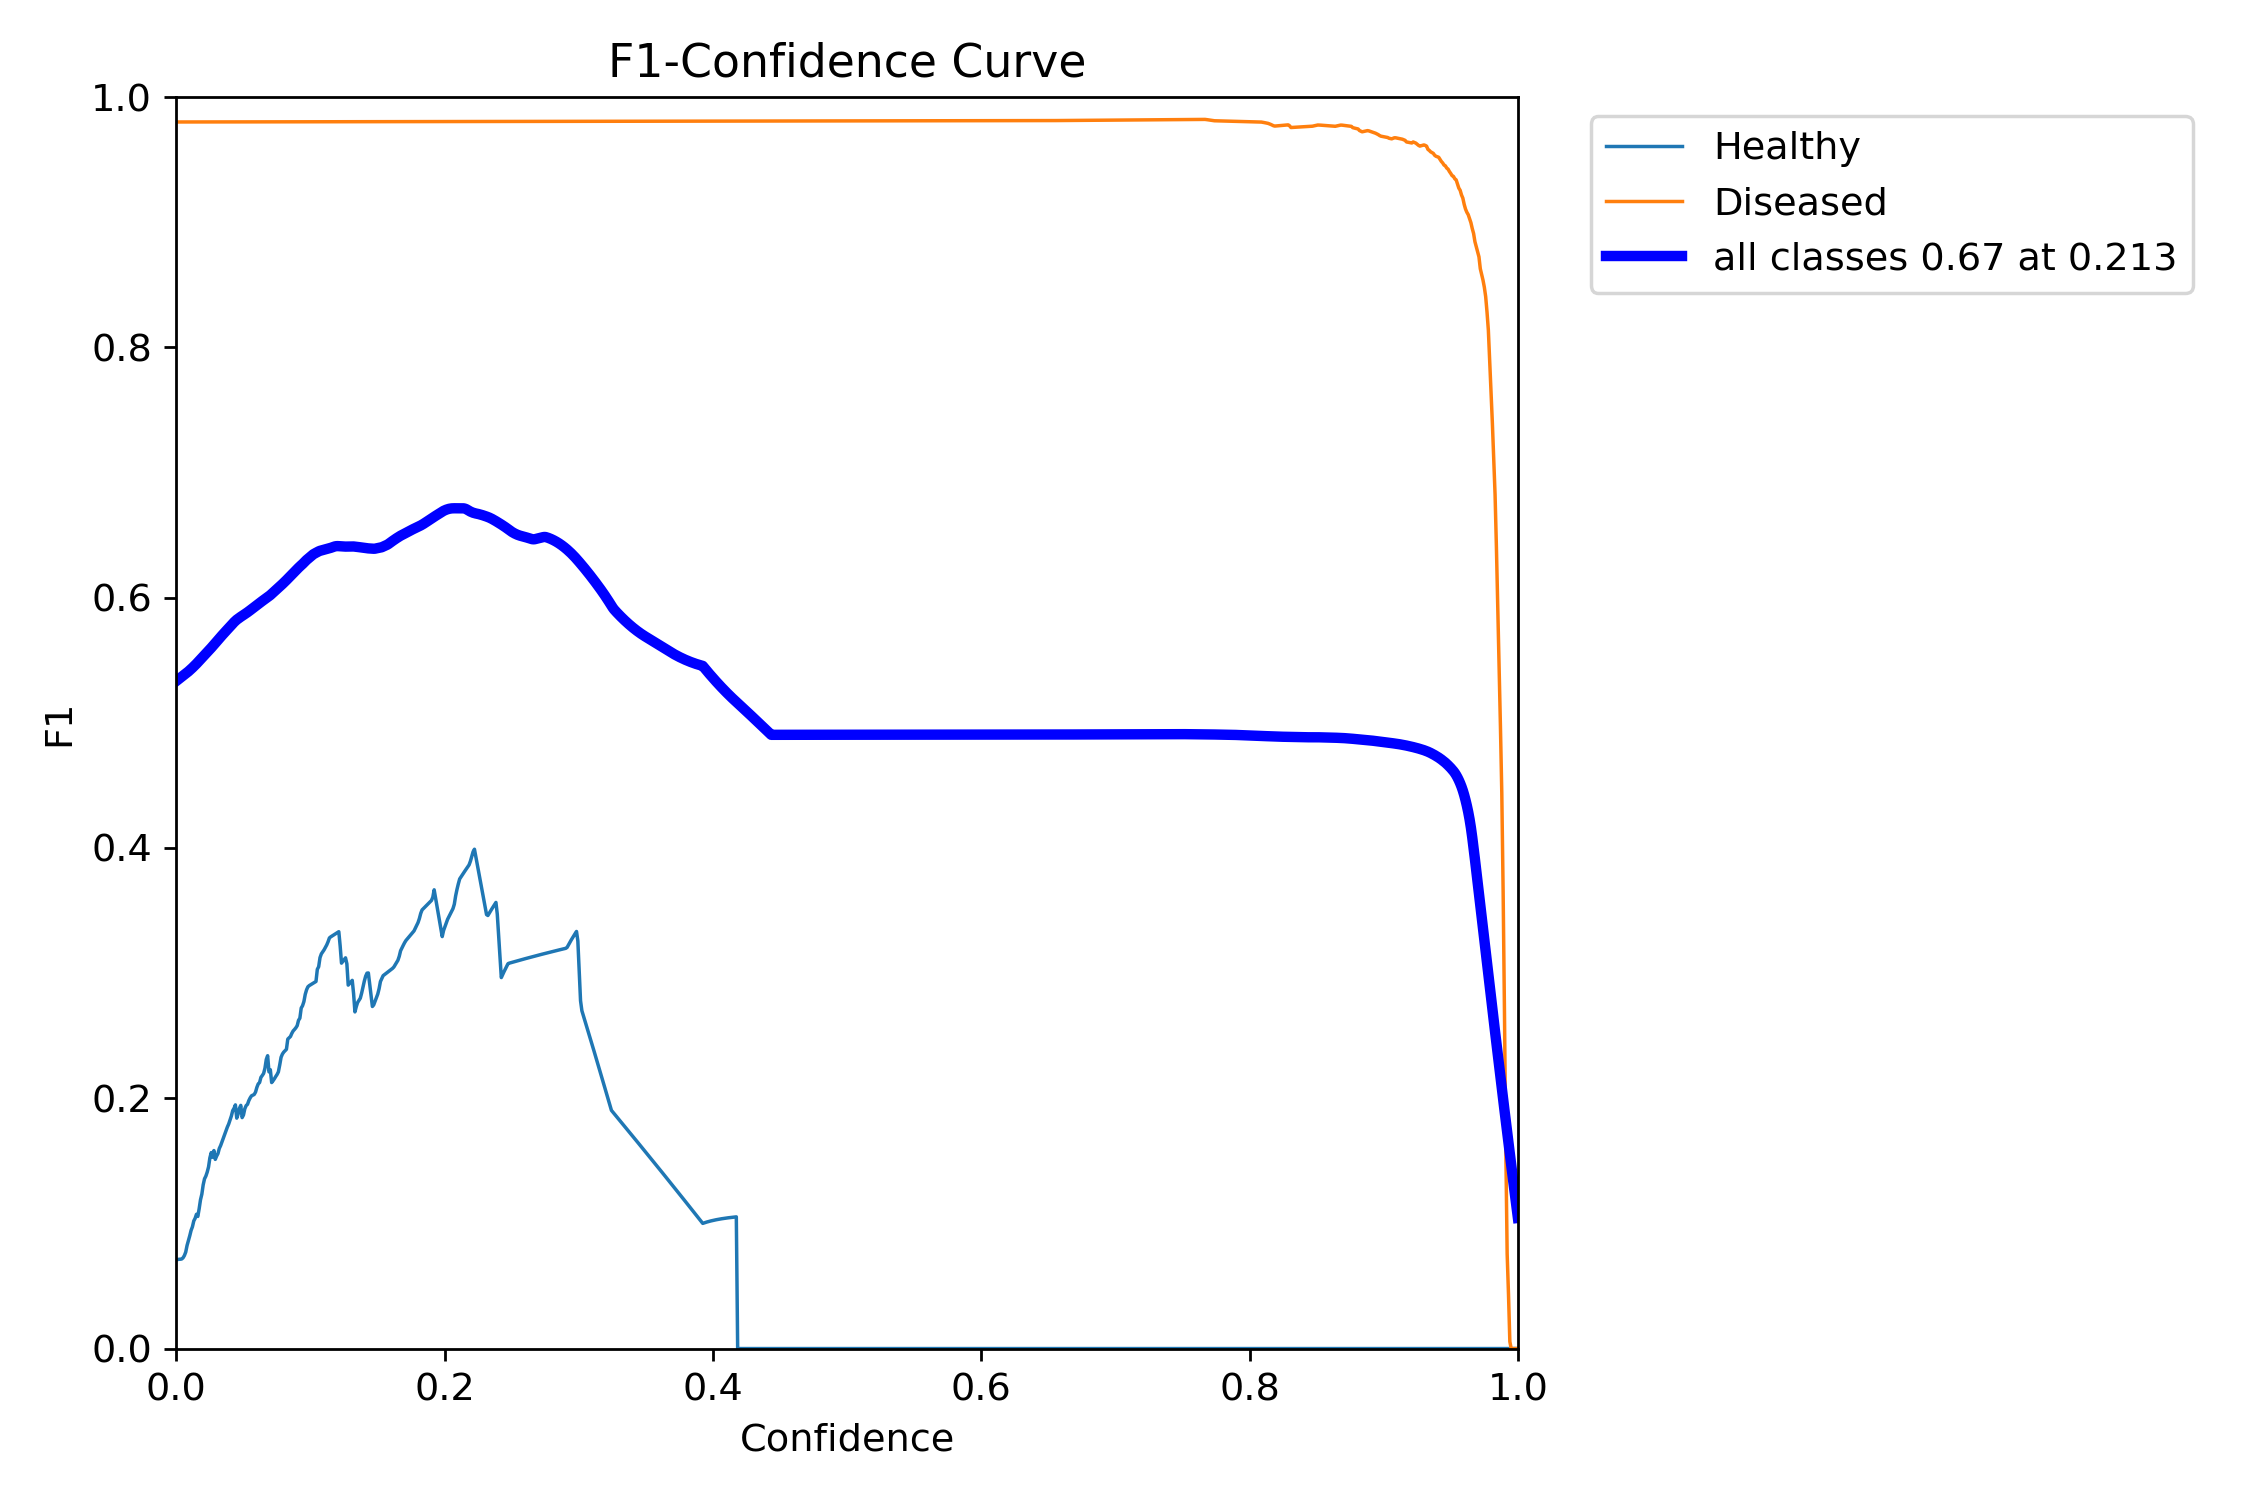 F1-Confidence Curve
1.0
0.8
0.6
0.4
0.2
0.0
F1
0.0 0.2 0.4 0.6 0.8 1.0
Confidence
Healthy
Diseased
all classes 0.67 at 0.213